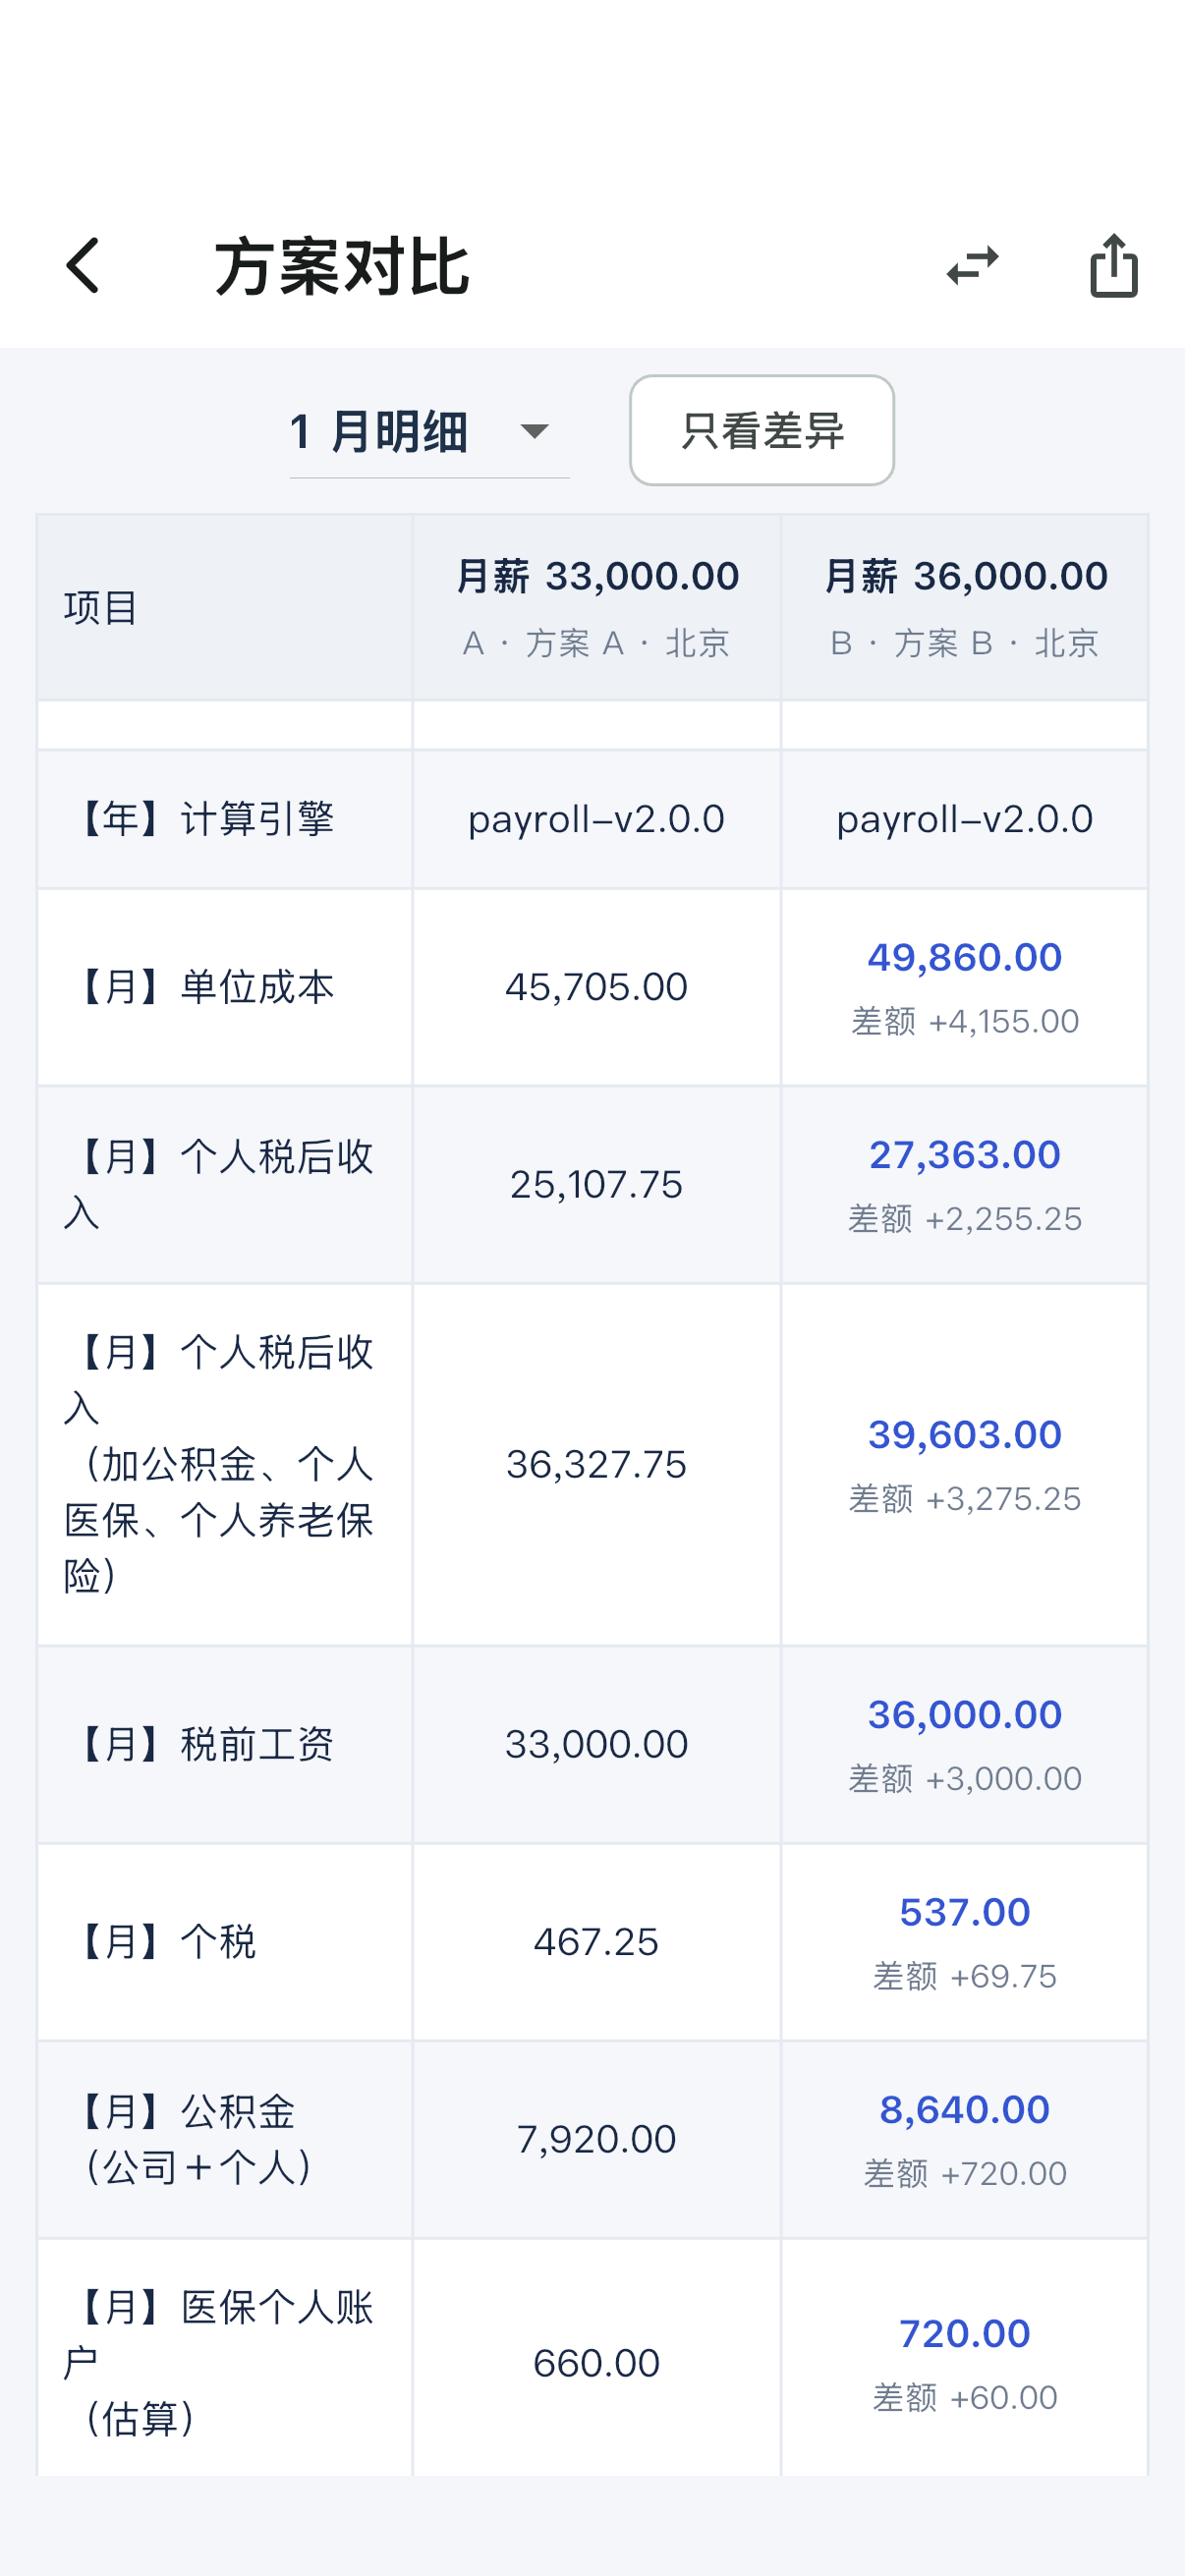 方案对比
1 月明细
只看差异
项目
月薪 33,000.00
A · 方案 A · 北京
月薪 36,000.00
B · 方案 B · 北京
【年】计算引擎
payroll-v2.0.0
payroll-v2.0.0
【月】单位成本
45,705.00
49,860.00
差额 +4,155.00
【月】个人税后收
入
25,107.75
27,363.00
差额 +2,255.25
【月】个人税后收
入
（加公积金、个人
医保、个人养老保
险）
36,327.75
39,603.00
差额 +3,275.25
【月】税前工资
33,000.00
36,000.00
差额 +3,000.00
【月】个税
467.25
537.00
差额 +69.75
【月】公积金
（公司＋个人）
7,920.00
8,640.00
差额 +720.00
【月】医保个人账
户
（估算）
660.00
720.00
差额 +60.00